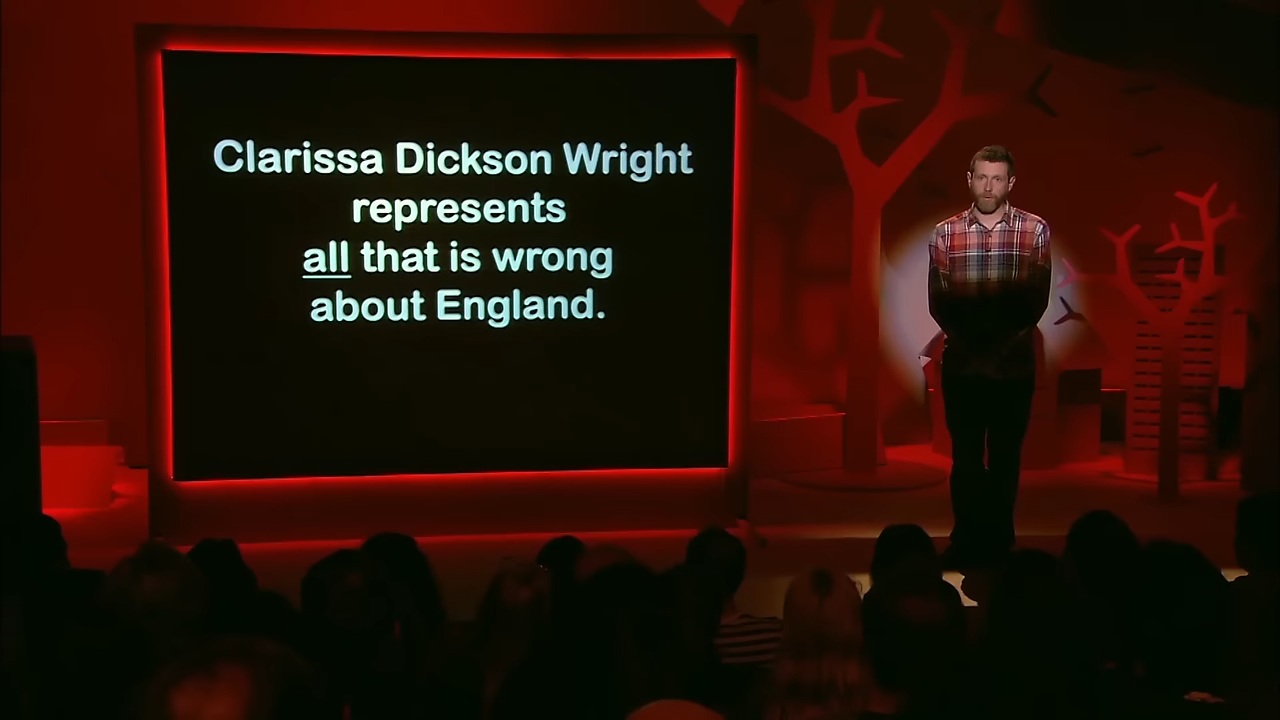 Clarissa Dickson Wright
represents
all that is wrong
about England.